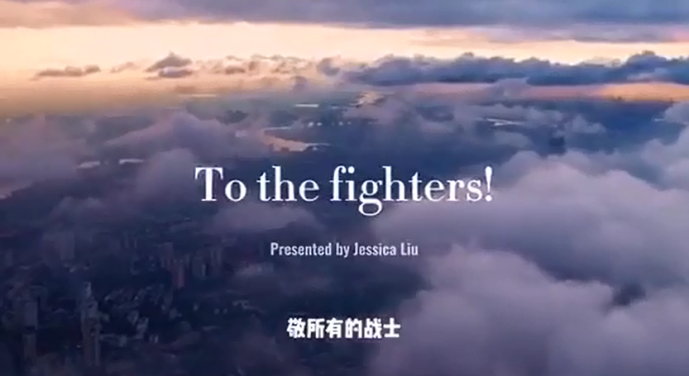 To the fighters!
Presented by Jessica Liu
敬所有的战士